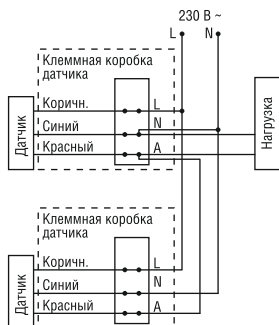 230 В ~
L N
Клеммная коробка
датчика
Датчик
Коричн. L
Синий N
Красный A
Нагрузка
Клеммная коробка
датчика
Датчик
Коричн. L
Синий N
Красный A